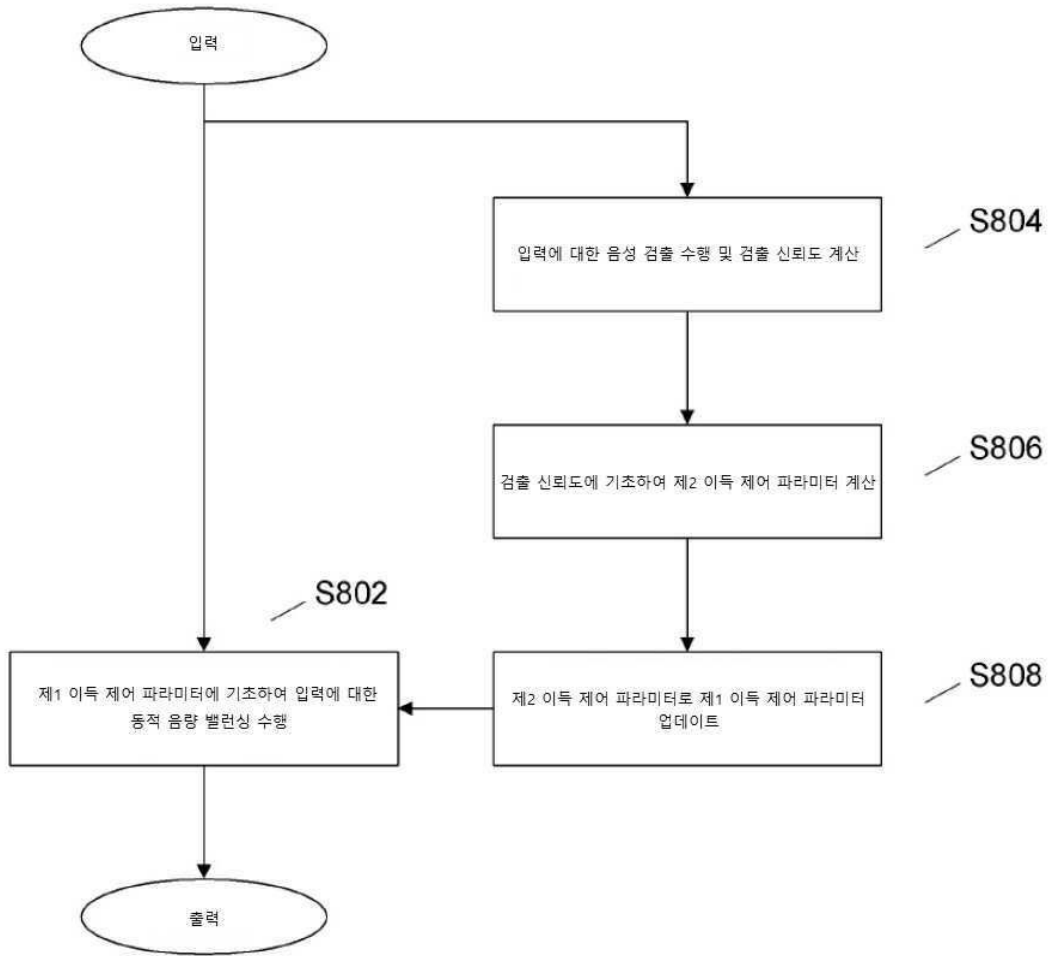 입력
S804
입력에 대한 음성 검출 수행 및 검출 신뢰도 계산
S806
검출 신뢰도에 기초하여 제2 이득 제어 파라미터 계산
S802
제1 이득 제어 파라미터에 기초하여 입력에 대한
동적 음량 밸런싱 수행
S808
제2 이득 제어 파라미터로 제1 이득 제어 파라미터
업데이트
출력